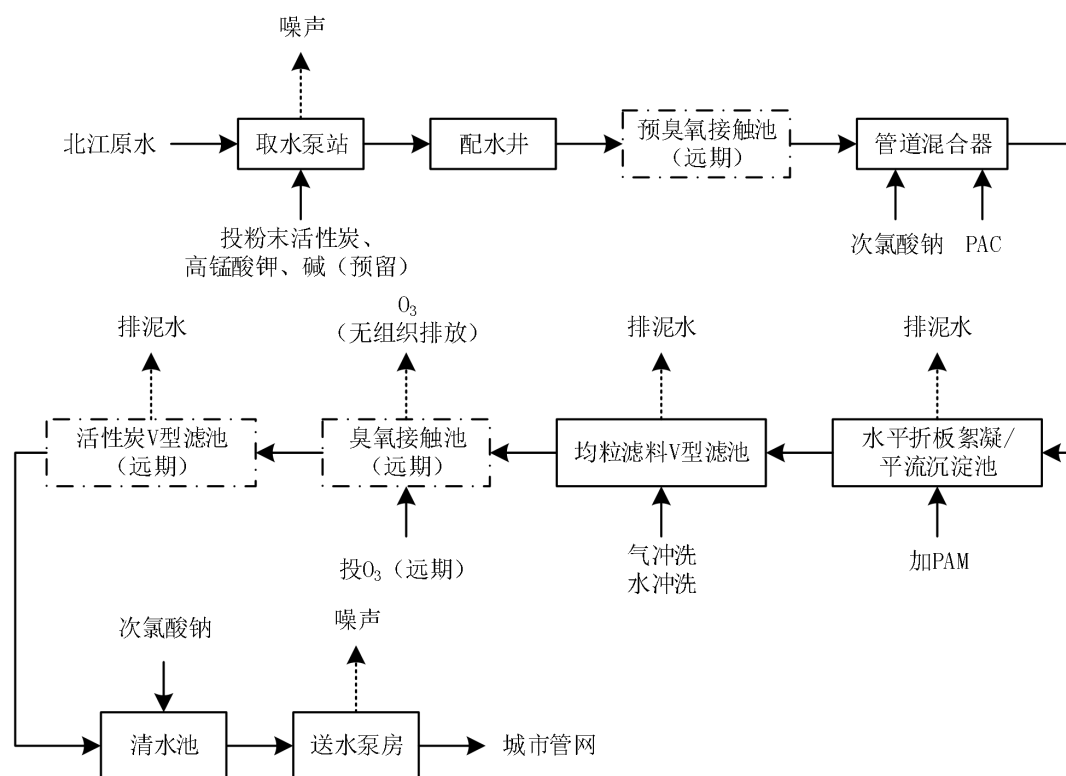 噪声
北江原水
取水泵站
配水井
预臭氧接触池
(远期)
管道混合器
投粉末活性炭、
高锰酸钾、碱（预留）
次氯酸钠
PAC
排泥水
O₃
（无组织排放）
排泥水
排泥水
活性炭V型滤池
(远期)
臭氧接触池
(远期)
均粒滤料V型滤池
水平折板絮凝/
平流沉淀池
投O₃（远期）
气冲洗
水冲洗
加PAM
次氯酸钠
噪声
清水池
送水泵房
城市管网